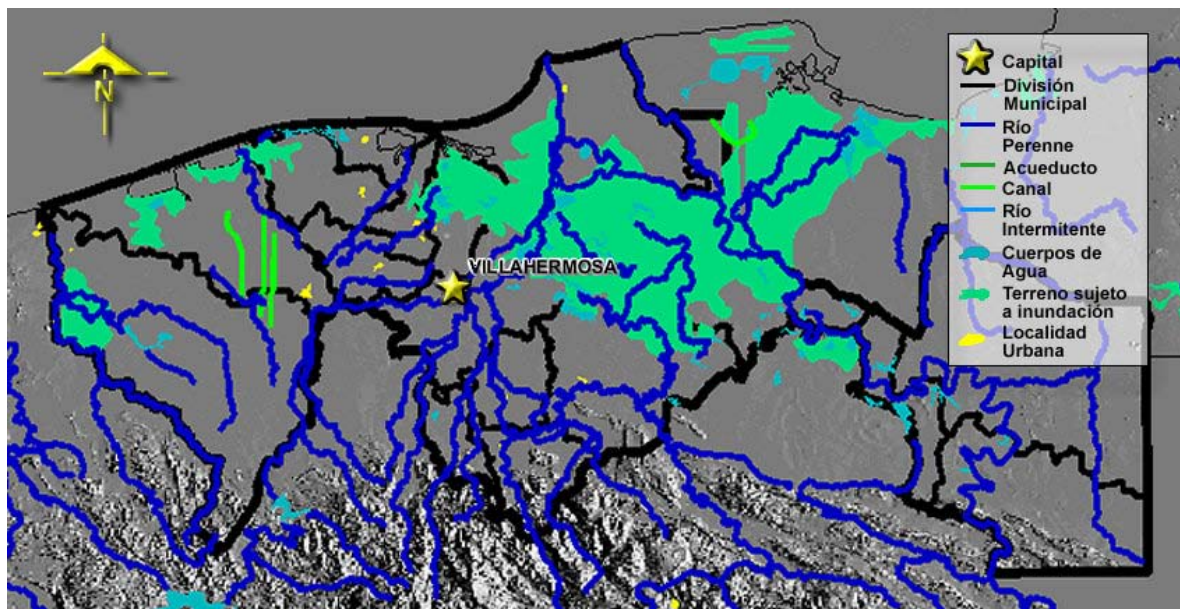 N
Capital
División
Municipal
Río
Perenne
Acueducto
Canal
Río
Intermitente
Cuerpos de
Agua
Terreno sujeto
a inundación
Localidad
Urbana
VILLAHERMOSA